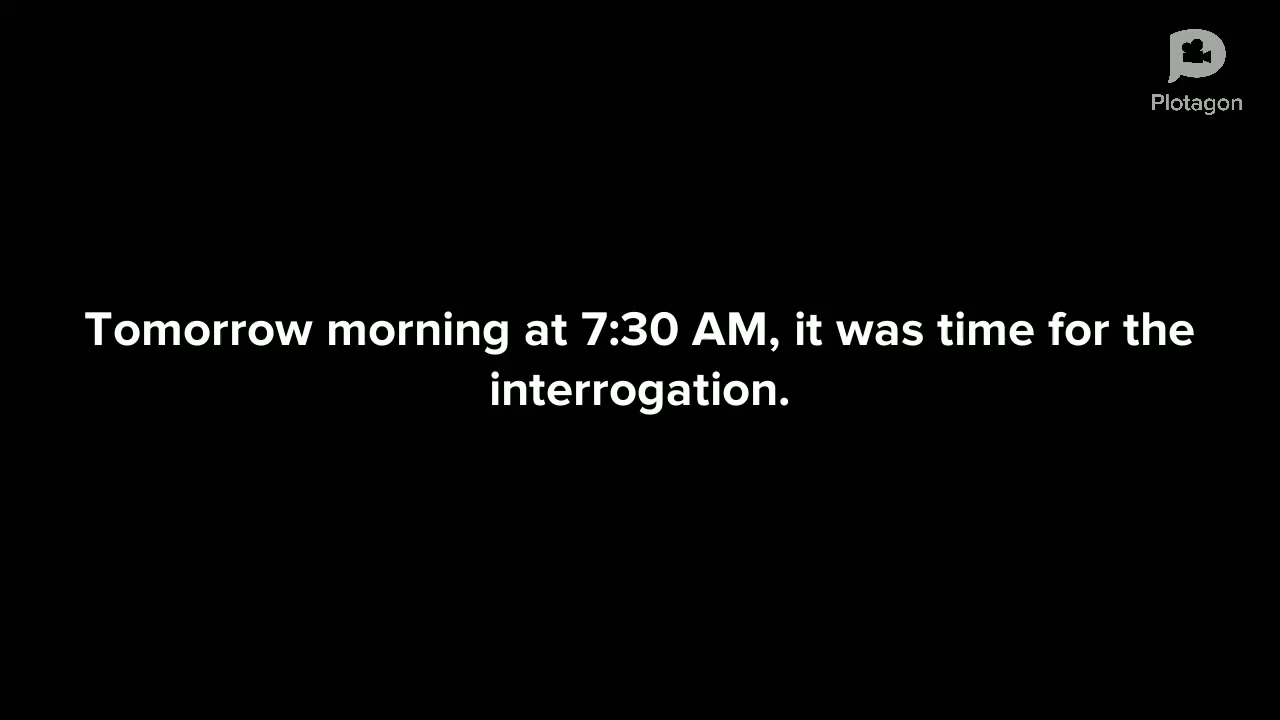 Plotagon
Tomorrow morning at 7:30 AM, it was time for the
interrogation.